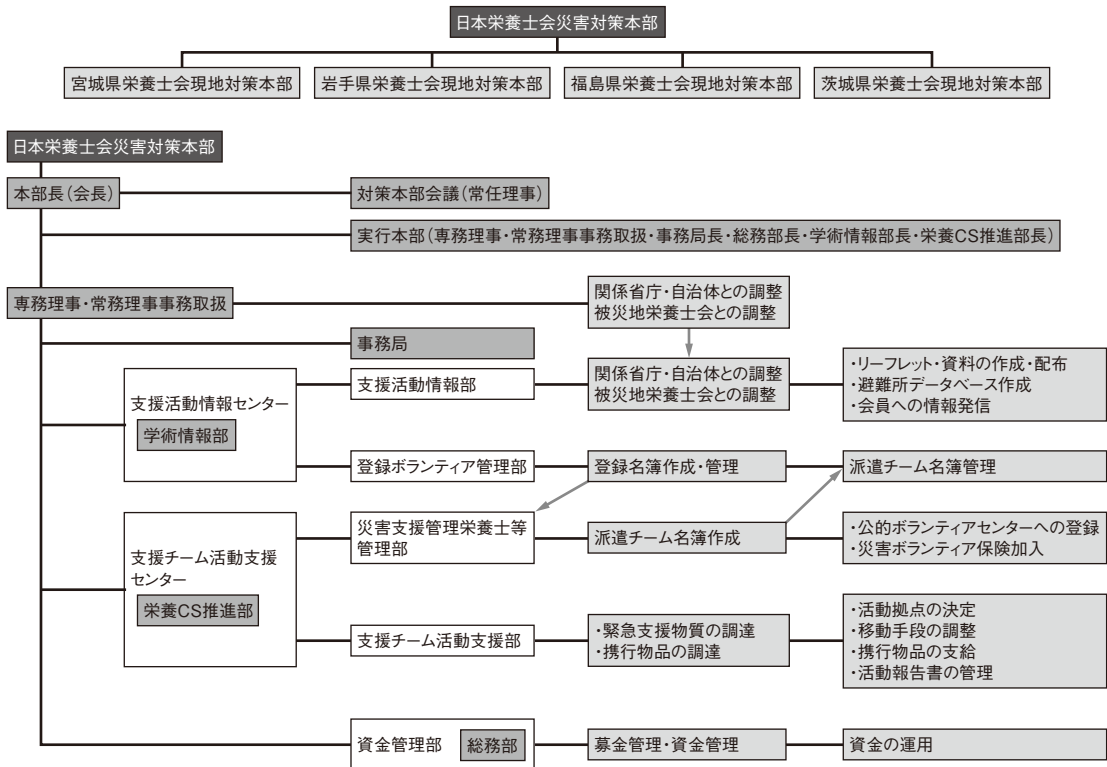 日本栄養士会災害対策本部
宮城県栄養士会現地対策本部
岩手県栄養士会現地対策本部
福島県栄養士会現地対策本部
茨城県栄養士会現地対策本部
日本栄養士会災害対策本部
本部長（会長）
対策本部会議（常任理事）
実行本部（専務理事・常務理事事務取扱・事務局長・総務部長・学術情報部長・栄養CS推進部長）
専務理事・常務理事事務取扱
関係省庁・自治体との調整
被災地栄養士会との調整
事務局
支援活動情報センター
学術情報部
支援活動情報部
関係省庁・自治体との調整
被災地栄養士会との調整
・リーフレット・資料の作成・配布
・避難所データベース作成
・会員への情報発信
登録ボランティア管理部
登録名簿作成・管理
派遣チーム名簿管理
支援チーム活動支援
センター
栄養CS推進部
災害支援管理栄養士等
管理部
派遣チーム名簿作成
・公的ボランティアセンターへの登録
・災害ボランティア保険加入
支援チーム活動支援部
・緊急支援物質の調達
・携行物品の調達
・活動拠点の決定
・移動手段の調整
・携行物品の支給
・活動報告書の管理
資金管理部
総務部
募金管理・資金管理
資金の運用